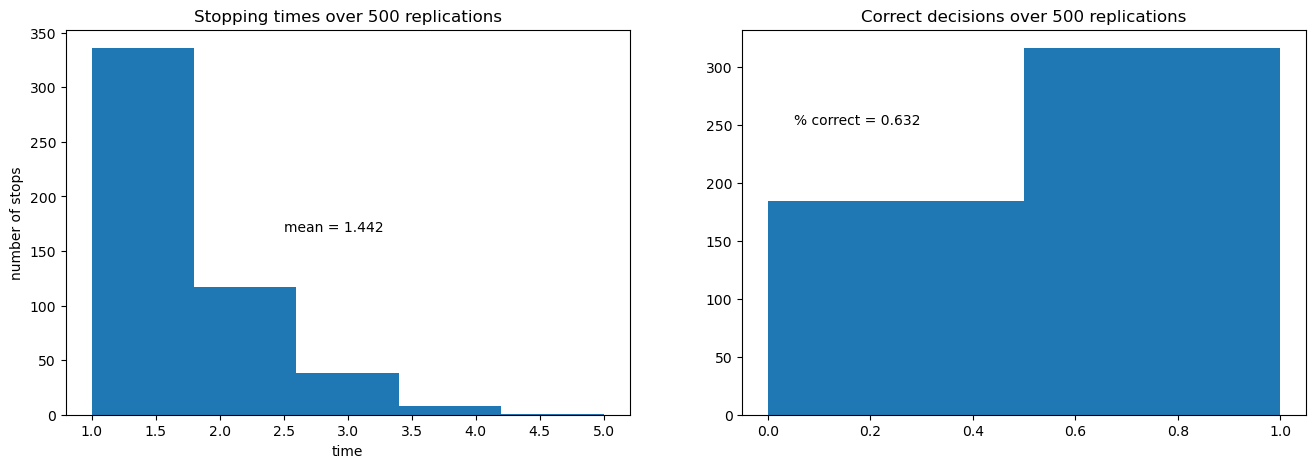 Stopping times over 500 replications
350
300
250
200
150
100
50
0
number of stops
mean = 1.442
1.0 1.5 2.0 2.5 3.0 3.5 4.0 4.5 5.0
time
Correct decisions over 500 replications
300
250
200
150
100
50
0
% correct = 0.632
0.0 0.2 0.4 0.6 0.8 1.0